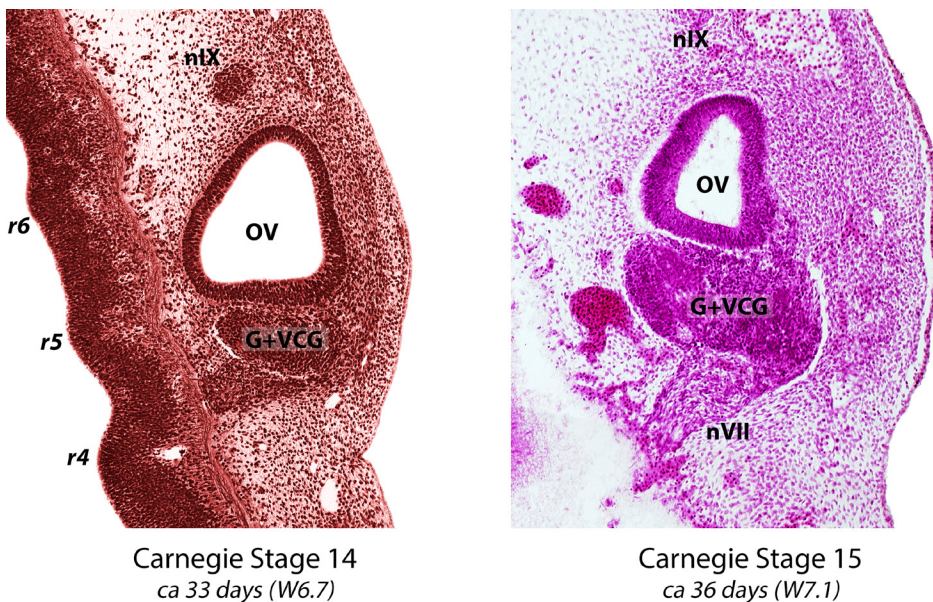 nIX
OV
r6
G+VCG
r5
r4
Carnegie Stage 14
ca 33 days (W6.7)
nIX
OV
G+VCG
nVII
Carnegie Stage 15
ca 36 days (W7.1)